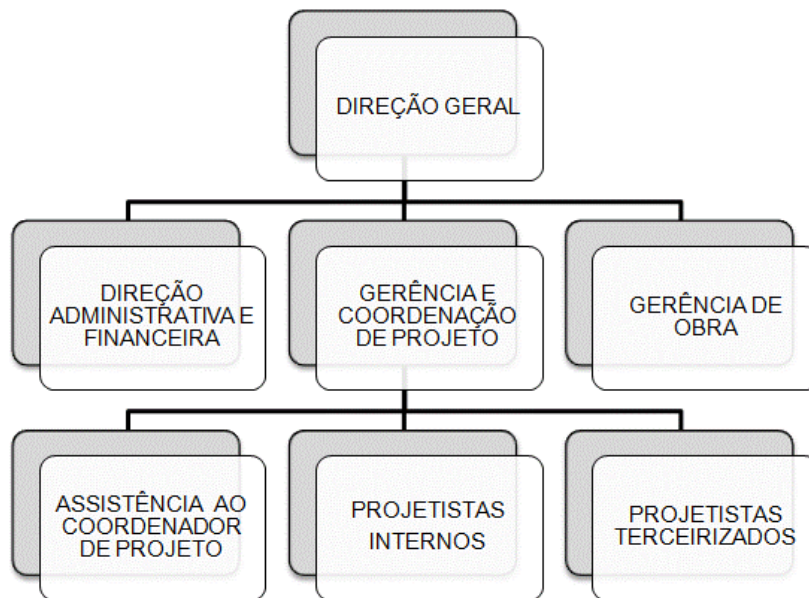 DIREÇÃO GERAL
DIREÇÃO
ADMINISTRATIVA E
FINANCEIRA
GERÊNCIA E
COORDENAÇÃO
DE PROJETO
GERÊNCIA DE
OBRA
ASSISTÊNCIA AO
COORDENADOR
DE PROJETO
PROJETISTAS
INTERNOS
PROJETISTAS
TERCEIRIZADOS